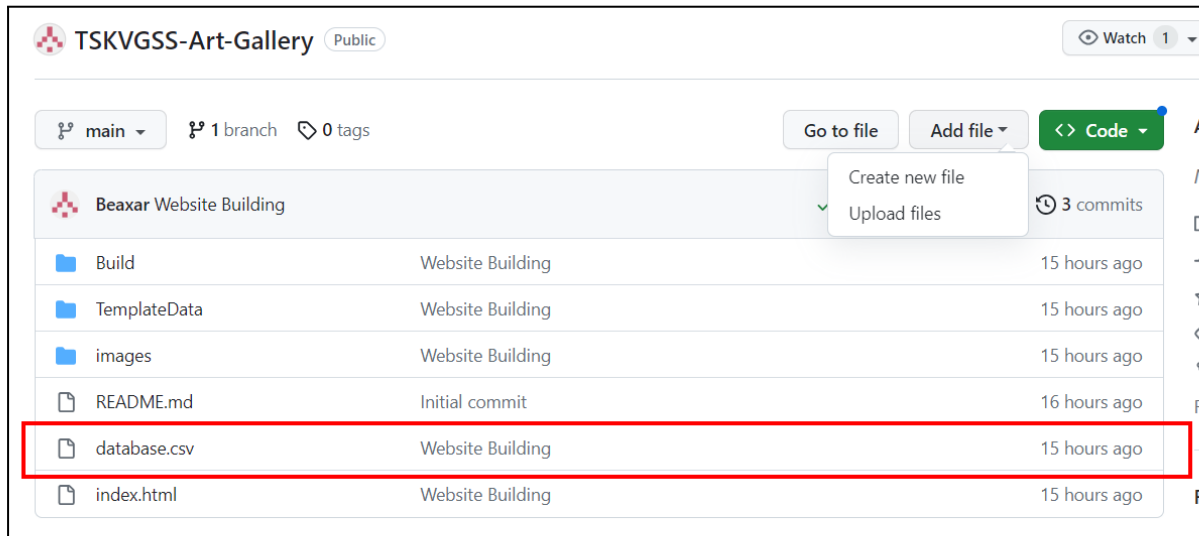 TSKVGSS-Art-Gallery Public Watch 1
main 1 branch 0 tags Go to file Add file Code
Create new file
Upload files
Beaxar Website Building 3 commits
Build Website Building 15 hours ago
TemplateData Website Building 15 hours ago
images Website Building 15 hours ago
README.md Initial commit 16 hours ago
database.csv Website Building 15 hours ago
index.html Website Building 15 hours ago